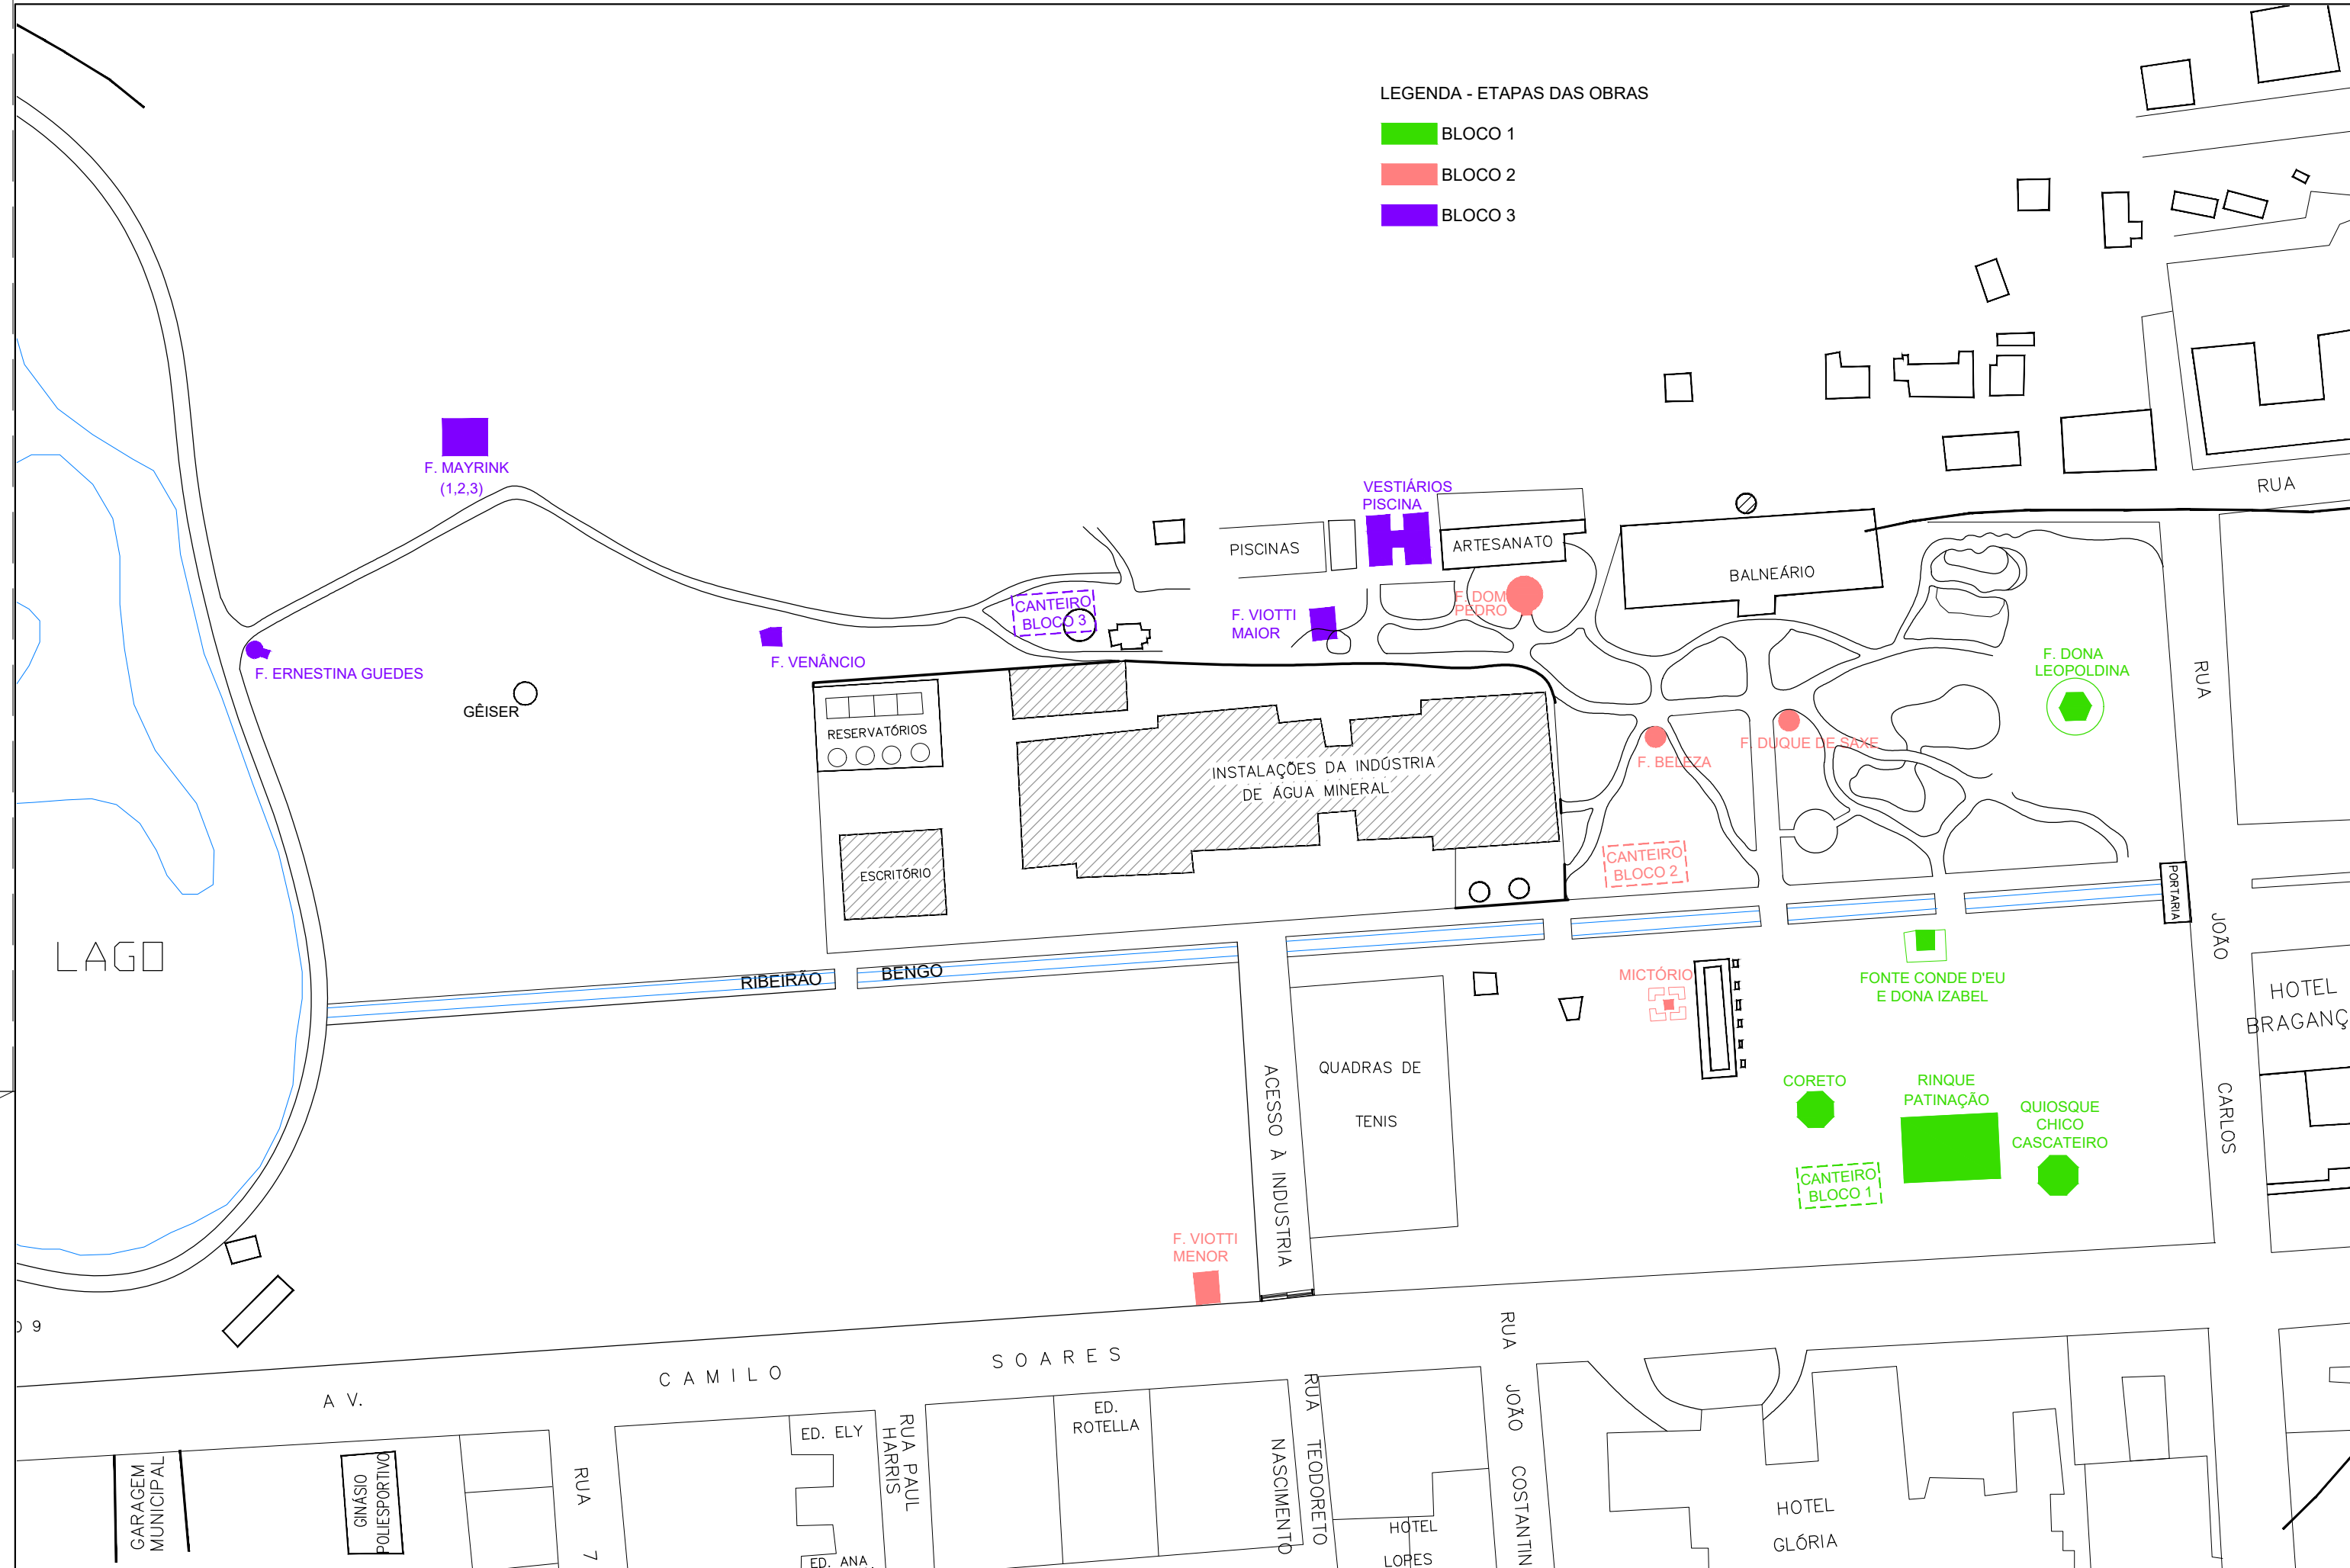 LEGENDA - ETAPAS DAS OBRAS
BLOCO 1
BLOCO 2
BLOCO 3
F. MAYRINK
(1,2,3)
VESTIÁRIOS
PISCINA
RUA
PISCINAS
ARTESANATO
BALNEÁRIO
CANTEIRO
BLOCO 3
F. VIOTTI
MAIOR
F. DOM
PEDRO
F. ERNESTINA GUEDES
F. VENÂNCIO
F. DONA
LEOPOLDINA
GÊISER
RESERVATÓRIOS
INSTALAÇÕES DA INDÚSTRIA
DE ÁGUA MINERAL
F. BELEZA
F. DUQUE DE SAXE
ESCRITÓRIO
CANTEIRO
BLOCO 2
PORTARIA
RUA
JOÃO
CARLOS
LAGO
RIBEIRÃO
BENGO
MICTÓRIO
FONTE CONDE D'EU
E DONA IZABEL
HOTEL
BRAGANÇ
QUADRAS DE
TENIS
ACESSO À INDUSTRIA
CORETO
RINQUE
PATINAÇÃO
QUIOSQUE
CHICO
CASCATEIRO
CANTEIRO
BLOCO 1
F. VIOTTI
MENOR
9
AV.
CAMILO
SOARES
GARAGEM
MUNICIPAL
GINÁSIO
POLIESPORTIVO
RUA 7
ED. ELY
ED. ANA
RUA PAUL
HARRIS
ED.
ROTELLA
RUA TEODORETO
NASCIMENTO
HOTEL
LOPES
RUA JOÃO COSTANTIN
HOTEL
GLÓRIA